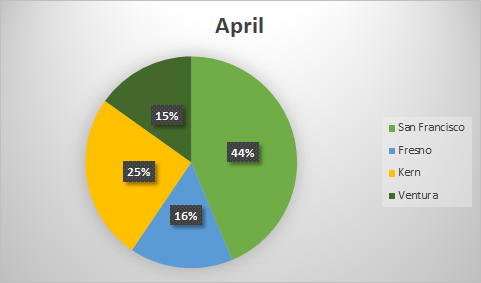 April
15%
44%
25%
16%
San Francisco
Fresno
Kern
Ventura